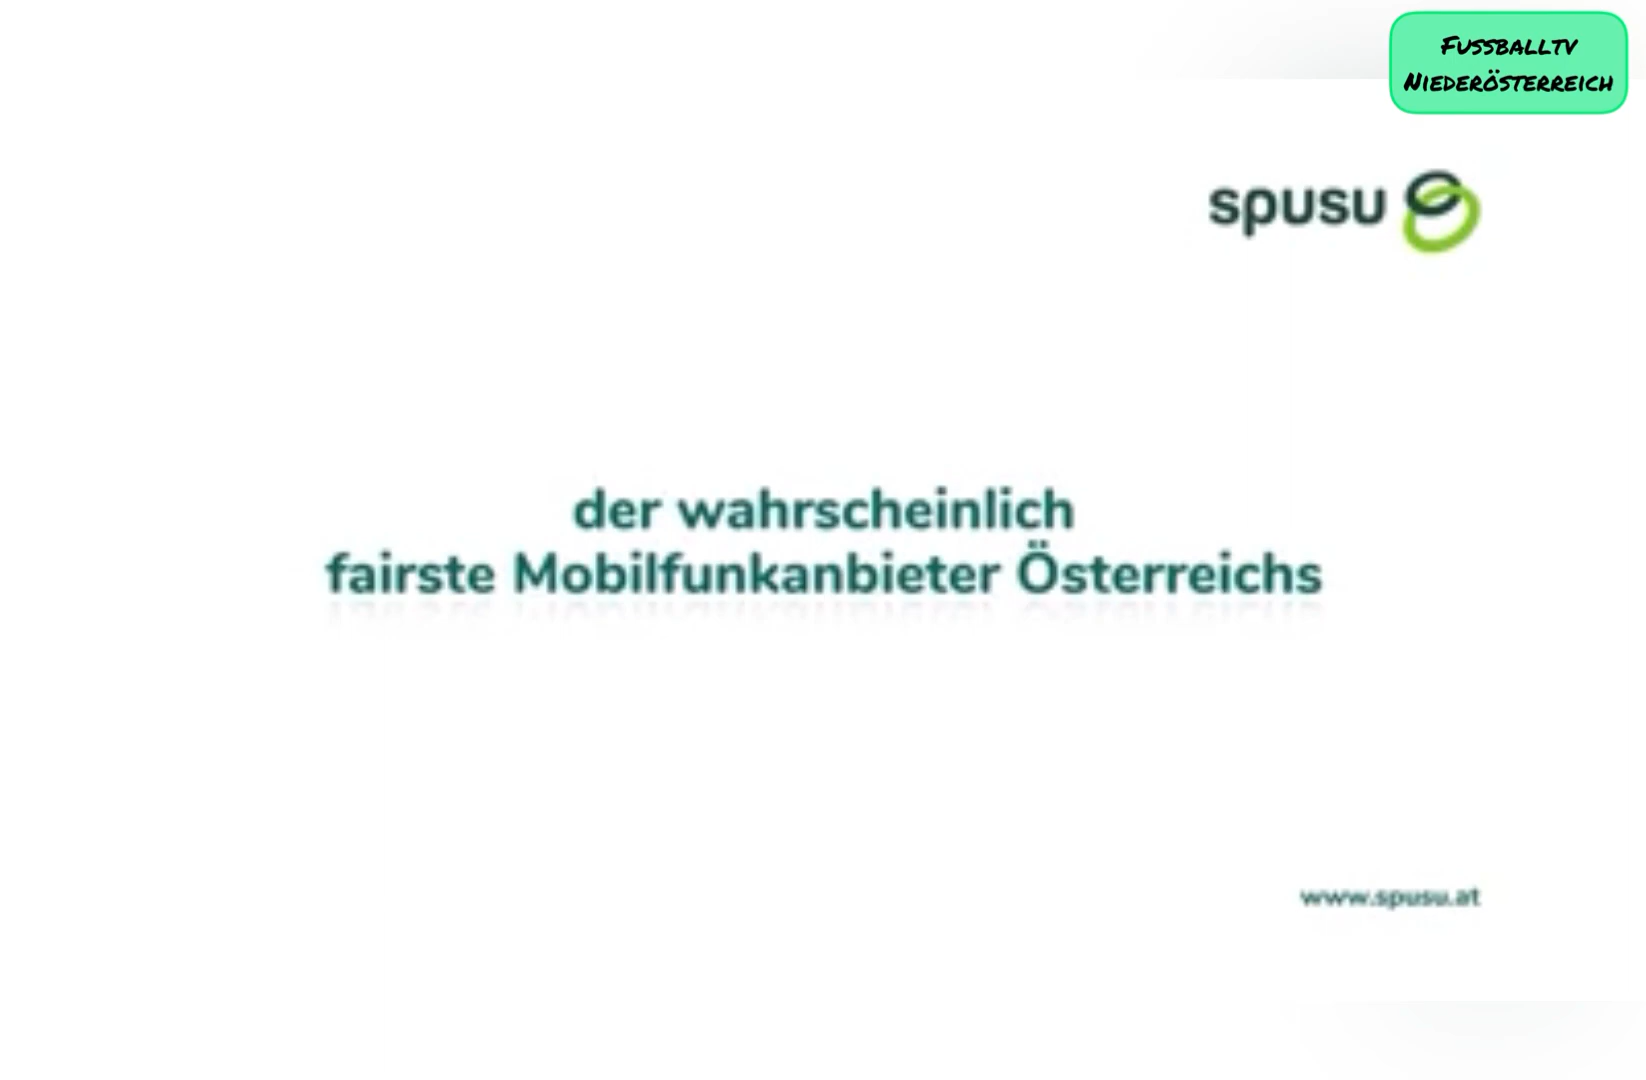 FUSSBALLTV
NIEDERÖSTERREICH
spusu
der wahrscheinlich
fairste Mobilfunkanbieter Österreichs
www.spusu.at